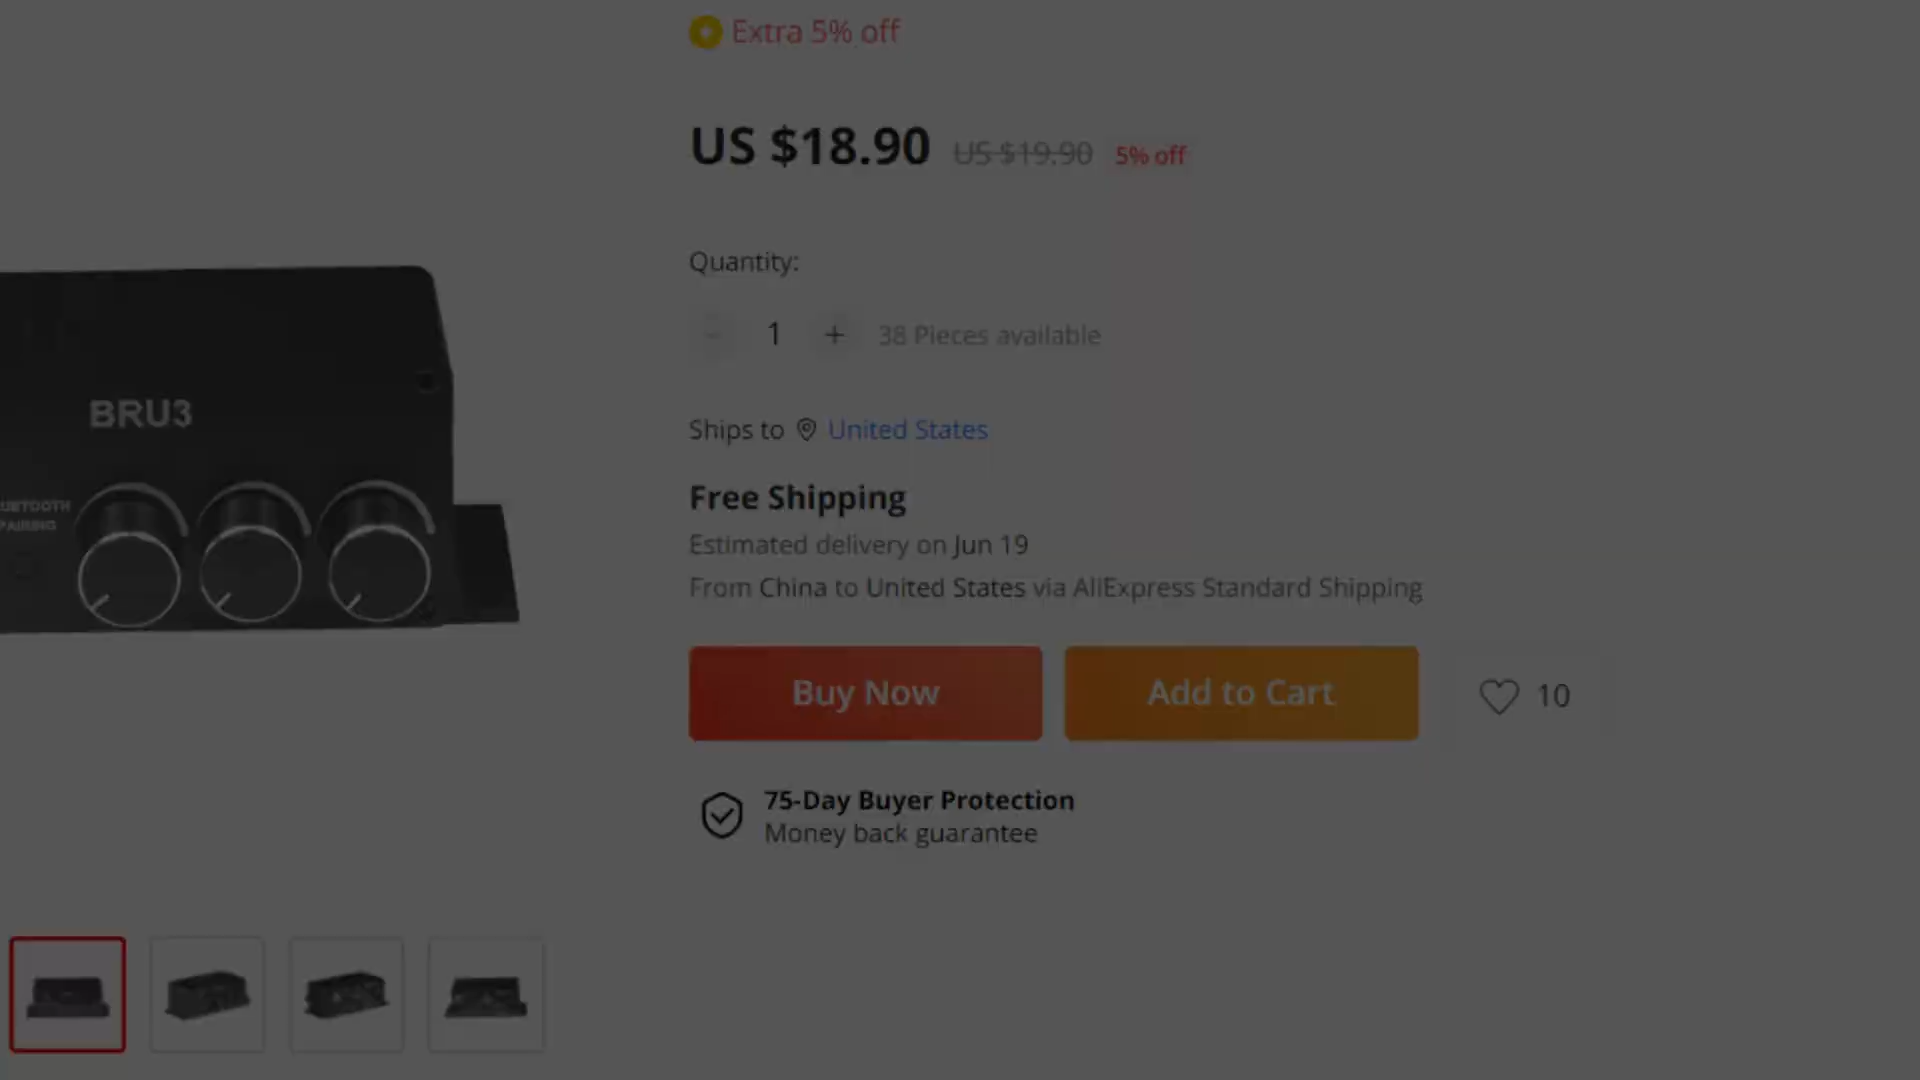 Extra 5% off
US $18.90 US $19.90 5% off
Quantity:
- 1 + 38 Pieces available
Ships to United States
Free Shipping
Estimated delivery on Jun 19
From China to United States via AliExpress Standard Shipping
Buy Now Add to Cart 10
75-Day Buyer Protection
Money back guarantee
BRU3
PAIRING